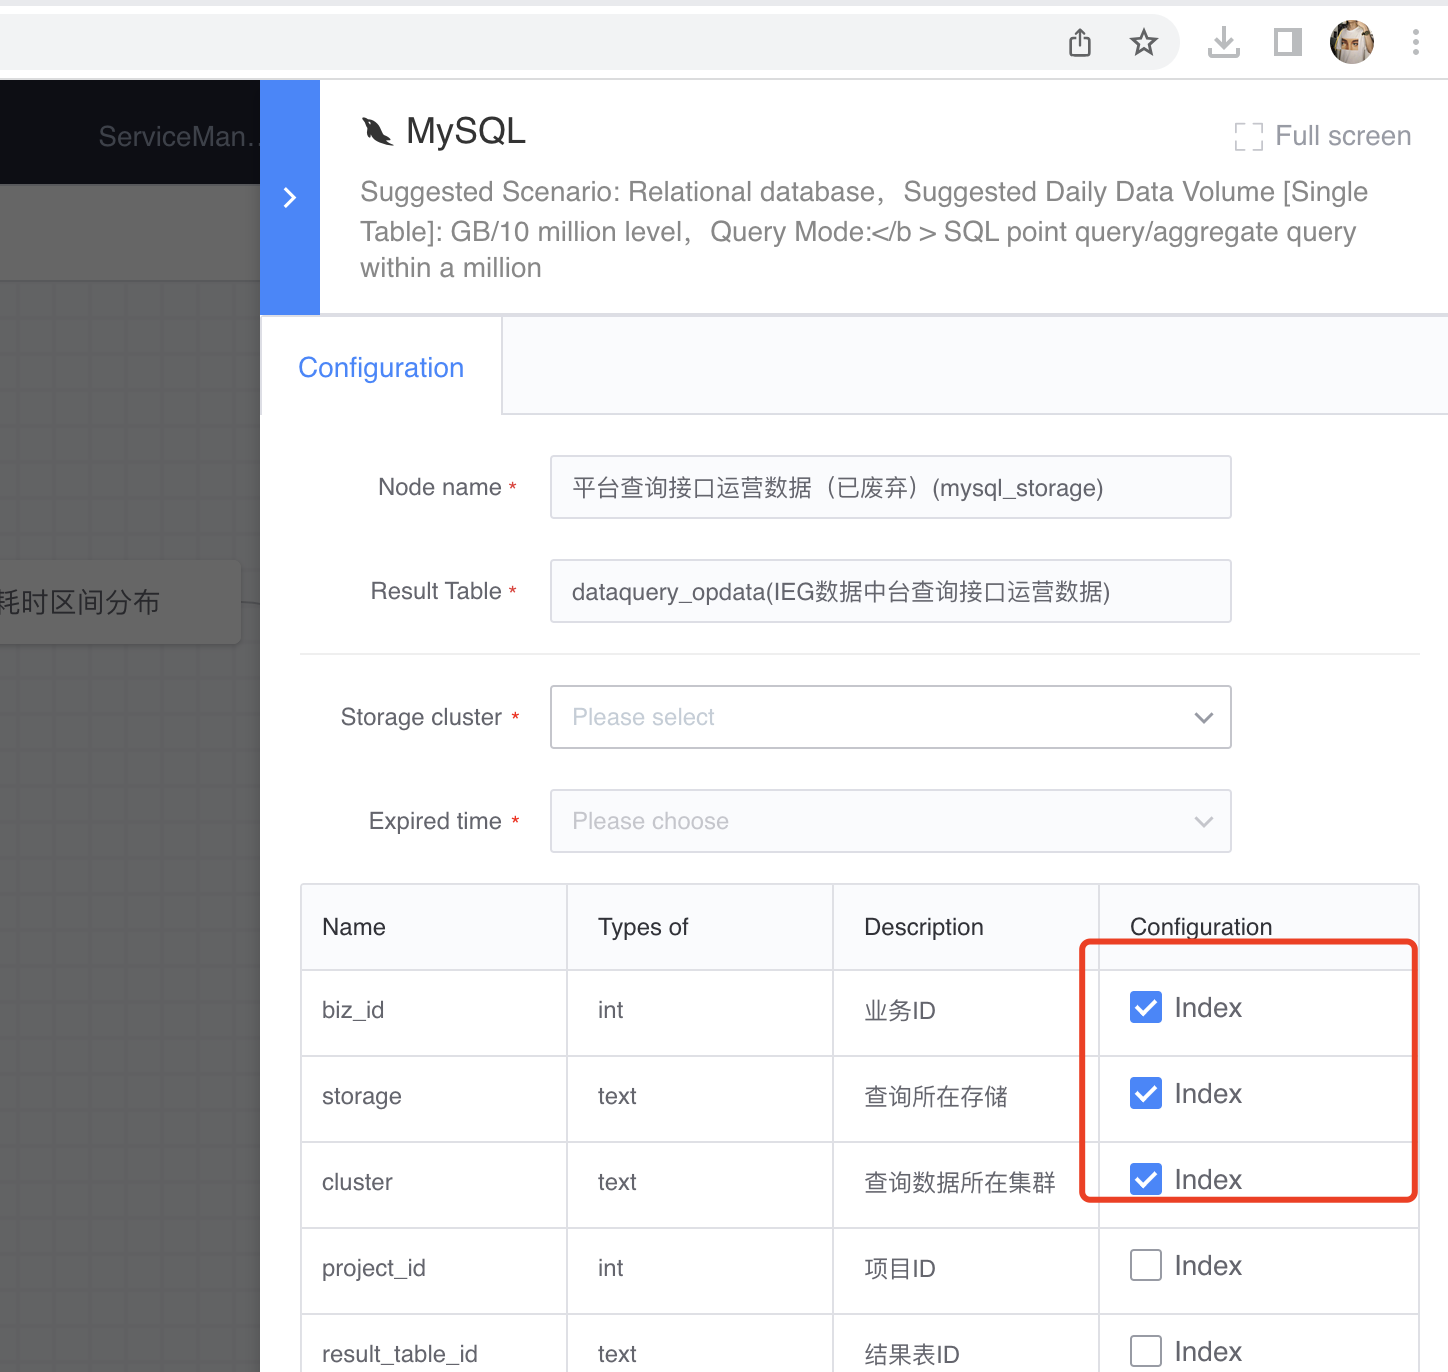 ServiceMan...
MySQL
Full screen
Suggested Scenario: Relational database， Suggested Daily Data Volume [Single
Table]: GB/10 million level， Query Mode:</b > SQL point query/aggregate query
within a million
Configuration
Node name *
平台查询接口运营数据（已废弃）(mysql_storage)
Result Table *
dataquery_opdata(IEG数据中台查询接口运营数据)
耗时区间分布
Storage cluster *
Please select
Expired time *
Please choose
Name Types of Description Configuration
biz_id int 业务ID Index
storage text 查询所在存储 Index
cluster text 查询数据所在集群 Index
project_id int 项目ID Index
result_table_id text 结果表ID Index